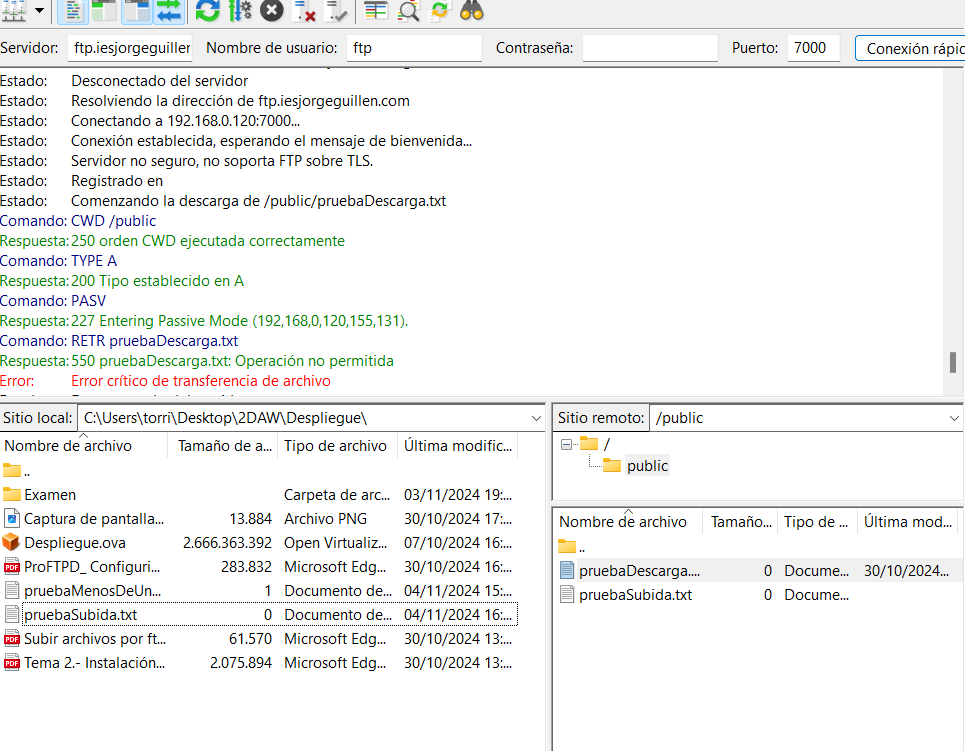 Servidor: ftp.iesjorgeguiller Nombre de usuario: ftp Contraseña: Puerto: 7000 Conexión rápic
Estado: Desconectado del servidor
Estado: Resolviendo la dirección de ftp.iesjorgeguillen.com
Estado: Conectando a 192.168.0.120:7000...
Estado: Conexión establecida, esperando el mensaje de bienvenida...
Estado: Servidor no seguro, no soporta FTP sobre TLS.
Estado: Registrado en
Estado: Comenzando la descarga de /public/pruebaDescarga.txt
Comando: CWD /public
Respuesta: 250 orden CWD ejecutada correctamente
Comando: TYPE A
Respuesta: 200 Tipo establecido en A
Comando: PASV
Respuesta: 227 Entering Passive Mode (192,168,0,120,155,131).
Comando: RETR pruebaDescarga.txt
Respuesta: 550 pruebaDescarga.txt: Operación no permitida
Error: Error crítico de transferencia de archivo
Sitio local: C:\Users\torri\Desktop\2DAW\Despliegue\
Nombre de archivo Tamaño de a... Tipo de archivo Última modific...
..
Examen Carpeta de arc... 03/11/2024 19:...
Captura de pantalla... 13.884 Archivo PNG 30/10/2024 17:...
Despliegue.ova 2.666.363.392 Open Virtualiz... 07/10/2024 16:...
ProFTPD_ Configuri... 283.832 Microsoft Edg... 30/10/2024 16:...
pruebaMenosDeUn... 1 Documento de... 04/11/2024 15:...
pruebaSubida.txt 0 Documento de... 04/11/2024 16:...
Subir archivos por ft... 61.570 Microsoft Edg... 30/10/2024 13:...
Tema 2.- Instalación... 2.075.894 Microsoft Edg... 30/10/2024 13:...
Sitio remoto: /public
/
public
Nombre de archivo Tamaño... Tipo de ... Última mod...
..
pruebaDescarga.... 0 Docume... 30/10/2024...
pruebaSubida.txt 0 Docume...